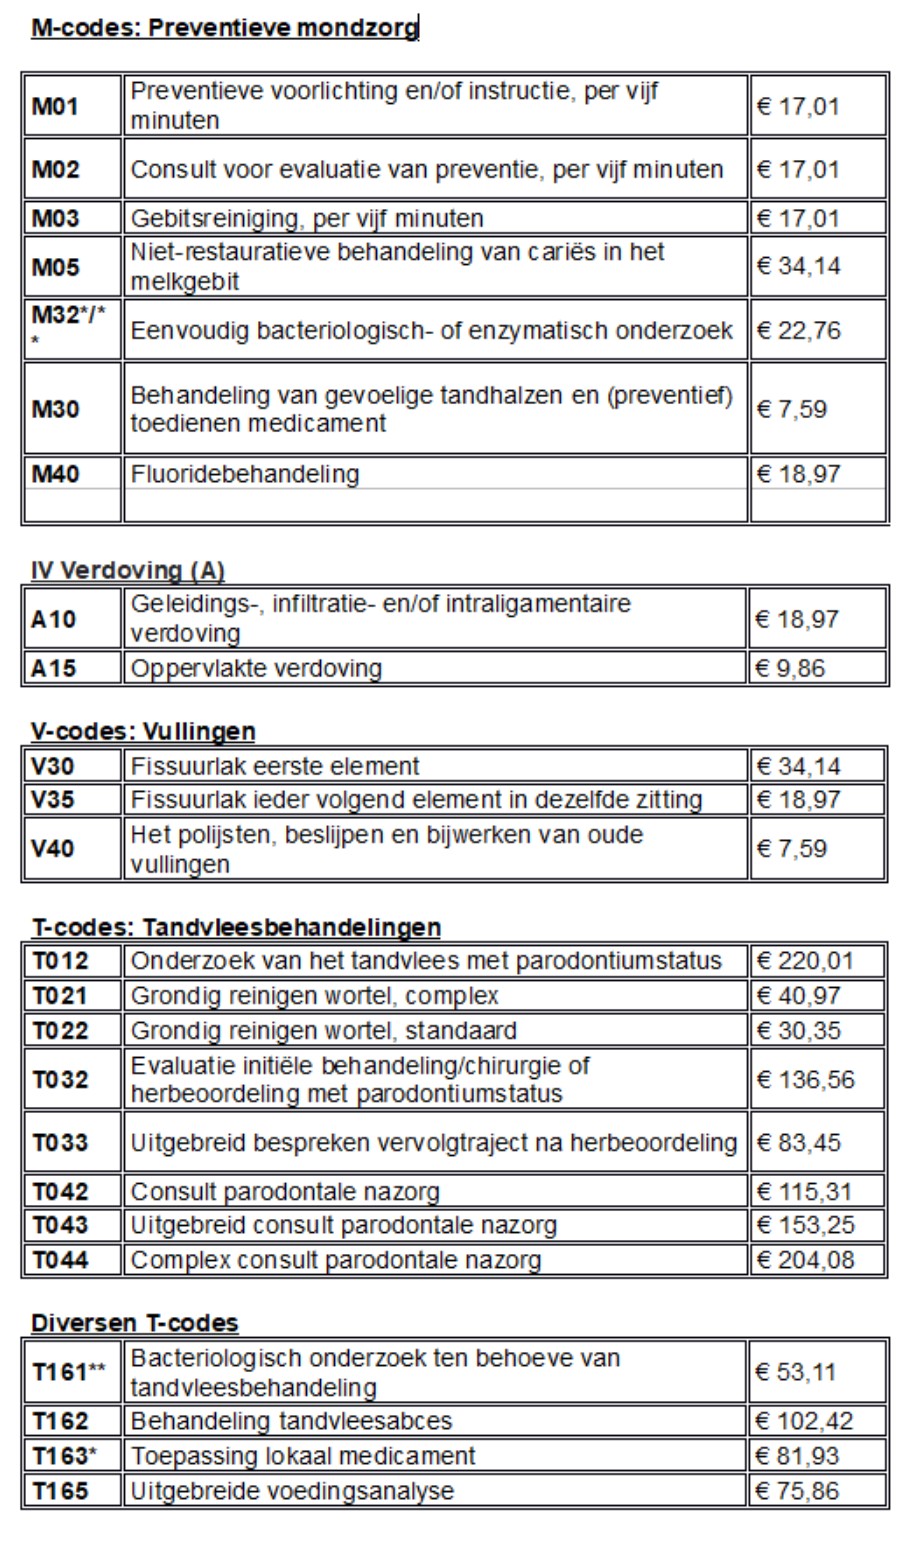 M-codes: Preventieve mondzorg
M01 Preventieve voorlichting en/of instructie, per vijf € 17,01
minuten
M02 Consult voor evaluatie van preventie, per vijf minuten € 17,01
M03 Gebitsreiniging, per vijf minuten € 17,01
M05 Niet-restauratieve behandeling van cariës in het € 34,14
melkgebit
M32*/* Eenvoudig bacteriologisch- of enzymatisch onderzoek € 22,76
*
M30 Behandeling van gevoelige tandhalzen en (preventief) € 7,59
toedienen medicament
M40 Fluoridebehandeling € 18,97
IV Verdoving (A)
A10 Geleidings-, infiltratie- en/of intraligamentaire € 18,97
verdoving
A15 Oppervlakte verdoving € 9,86
V-codes: Vullingen
V30 Fissuurlak eerste element € 34,14
V35 Fissuurlak ieder volgend element in dezelfde zitting € 18,97
V40 Het polijsten, beslijpen en bijwerken van oude € 7,59
vullingen
T-codes: Tandvleesbehandelingen
T012 Onderzoek van het tandvlees met parodontiumstatus € 220,01
T021 Grondig reinigen wortel, complex € 40,97
T022 Grondig reinigen wortel, standaard € 30,35
T032 Evaluatie initiële behandeling/chirurgie of € 136,56
herbeoordeling met parodontiumstatus
T033 Uitgebreid bespreken vervolgtraject na herbeoordeling € 83,45
T042 Consult parodontale nazorg € 115,31
T043 Uitgebreid consult parodontale nazorg € 153,25
T044 Complex consult parodontale nazorg € 204,08
Diversen T-codes
T161** Bacteriologisch onderzoek ten behoeve van € 53,11
tandvleesbehandeling
T162 Behandeling tandvleesabces € 102,42
T163* Toepassing lokaal medicament € 81,93
T165 Uitgebreide voedingsanalyse € 75,86